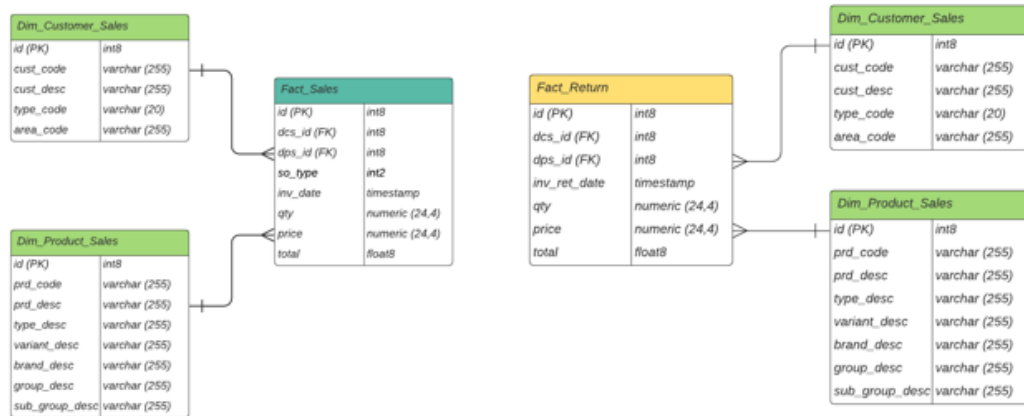 Dim_Customer_Sales
id (PK) int8
cust_code varchar (255)
cust_desc varchar (255)
type_code varchar (20)
area_code varchar (255)
Dim_Product_Sales
id (PK) int8
prd_code varchar (255)
prd_desc varchar (255)
type_desc varchar (255)
variant_desc varchar (255)
brand_desc varchar (255)
group_desc varchar (255)
sub_group_desc varchar (255)
Fact_Sales
id (PK) int8
dcs_id (FK) int8
dps_id (FK) int8
so_type int2
inv_date timestamp
qty numeric (24,4)
price numeric (24,4)
total float8
Fact_Return
id (PK) int8
dcs_id (FK) int8
dps_id (FK) int8
inv_ret_date timestamp
qty numeric (24,4)
price numeric (24,4)
total float8
Dim_Customer_Sales
id (PK) int8
cust_code varchar (255)
cust_desc varchar (255)
type_code varchar (20)
area_code varchar (255)
Dim_Product_Sales
id (PK) int8
prd_code varchar (255)
prd_desc varchar (255)
type_desc varchar (255)
variant_desc varchar (255)
brand_desc varchar (255)
group_desc varchar (255)
sub_group_desc varchar (255)